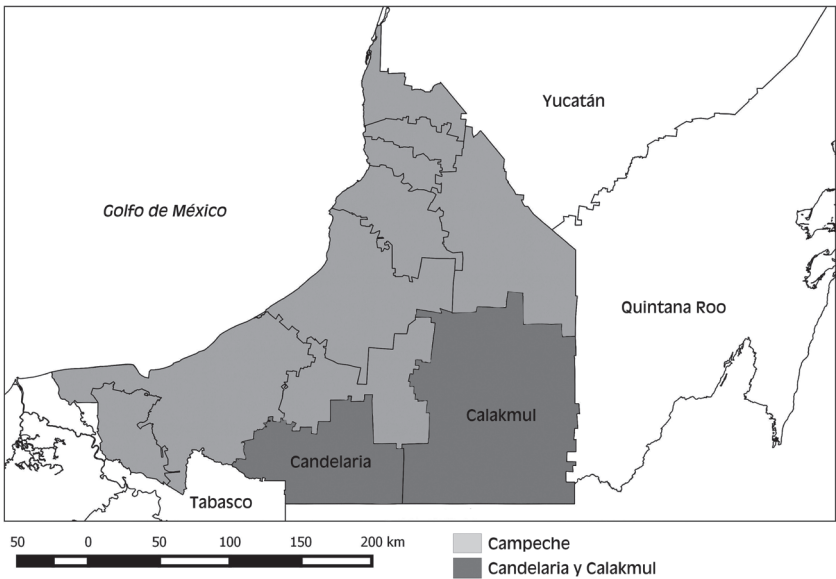 Yucatán
Golfo de México
Quintana Roo
Calakmul
Candelaria
Tabasco
50 0 50 100 150 200 km
Campeche
Candelaria y Calakmul